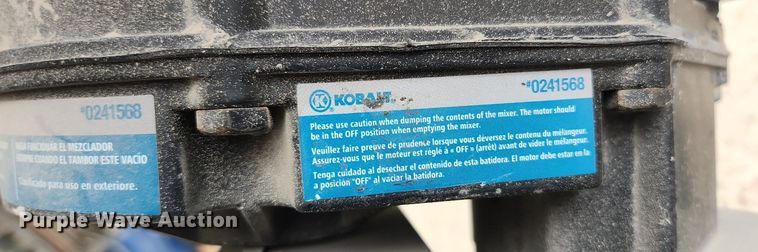 #0241568
HAGA FUNCIONAR EL MEZCLADOR
SIEMPRE CUANDO EL TAMBOR ESTE VACÍO
Clasificado para uso en exteriore.
#0241568
K KOBALT
Please use caution when dumping the contents of the mixer. The motor should
be in the OFF position when emptying the mixer.
Veuillez faire preuve de prudence lorsque vous déversez le contenu du mélangeur.
Assurez-vous que le moteur est réglé à « OFF » (arrêt) avant de vider le mélangeur.
Tenga cuidado al desechar el contenido de esta batidora. El motor debe estar en la
a posición "OFF" al vaciar la batidora.
Purple Wave Auction